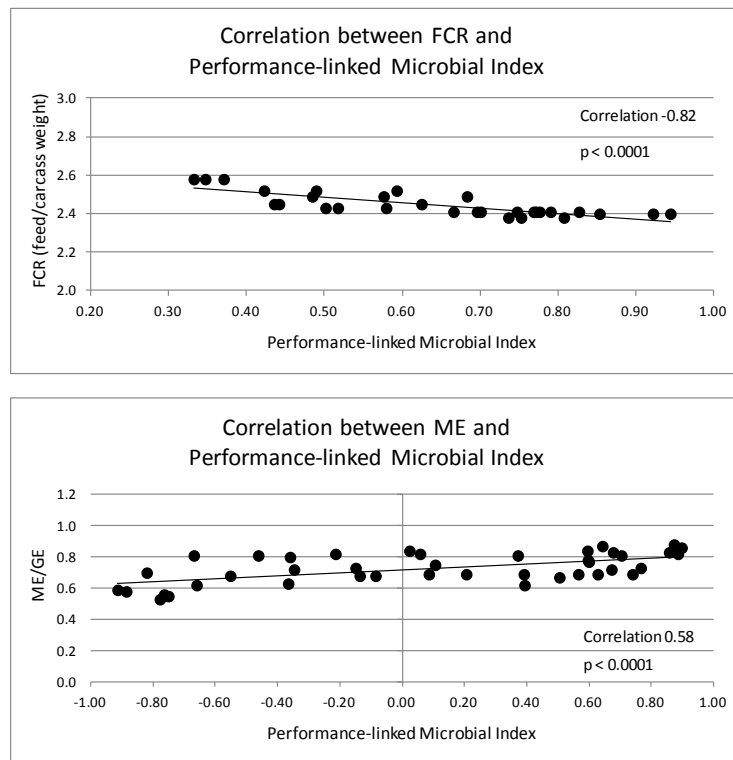 Correlation between FCR and
Performance-linked Microbial Index
FCR (feed/carcass weight)
3.0
2.8
2.6
2.4
2.2
2.0
Correlation -0.82
p < 0.0001
0.20 0.30 0.40 0.50 0.60 0.70 0.80 0.90 1.00
Performance-linked Microbial Index
Correlation between ME and
Performance-linked Microbial Index
ME/GE
1.2
1.0
0.8
0.6
0.4
0.2
0.0
Correlation 0.58
p < 0.0001
-1.00 -0.80 -0.60 -0.40 -0.20 0.00 0.20 0.40 0.60 0.80 1.00
Performance-linked Microbial Index